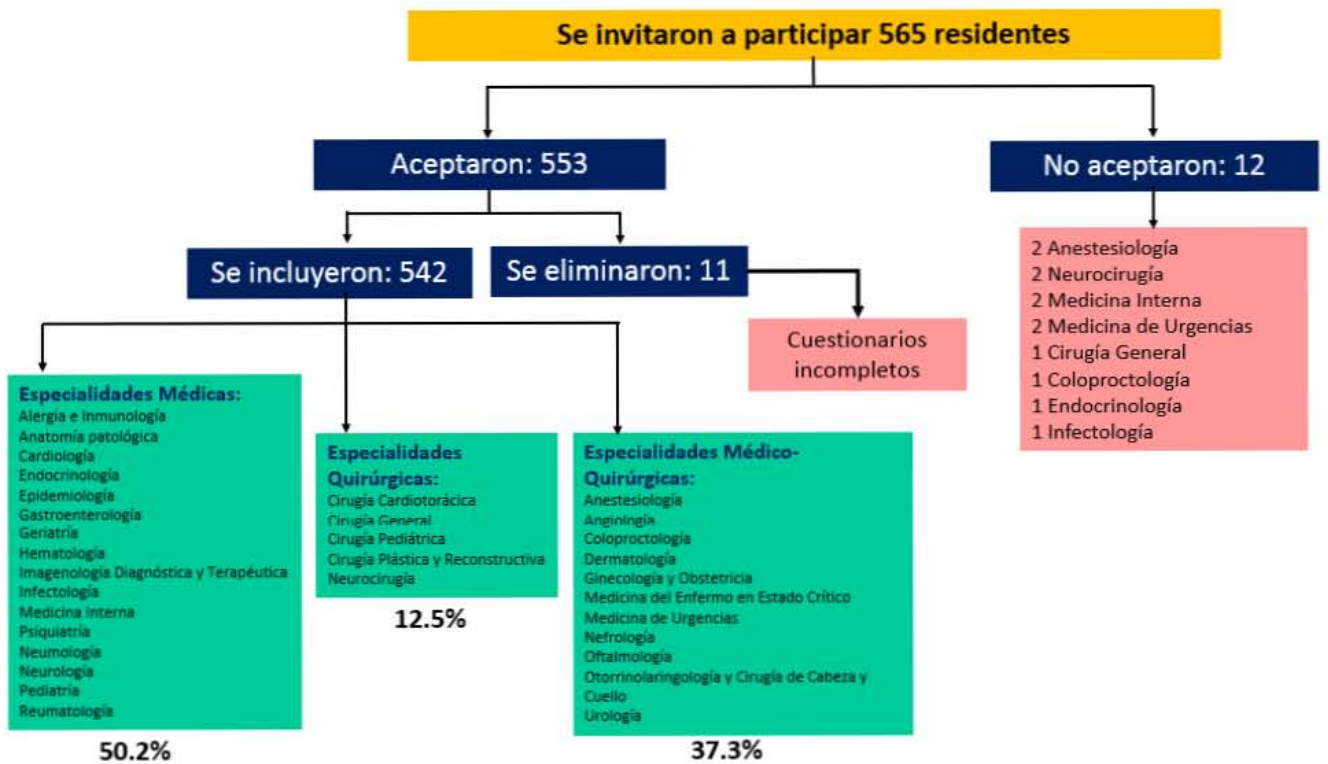 Se invitaron a participar 565 residentes
Aceptaron: 553
No aceptaron: 12
Se incluyeron: 542
Se eliminaron: 11
2 Anestesiología
2 Neurocirugía
2 Medicina Interna
2 Medicina de Urgencias
1 Cirugía General
1 Coloproctología
1 Endocrinología
1 Infectología
Cuestionarios
incompletos
Especialidades Médicas:
Alergia e Inmunología
Anatomía patológica
Cardiología
Endocrinología
Epidemiología
Gastroenterología
Geriatría
Hematología
Imagenología Diagnóstica y Terapéutica
Infectología
Medicina Interna
Psiquiatría
Neumología
Neurología
Pediatría
Reumatología
50.2%
Especialidades
Quirúrgicas:
Cirugía Cardiotorácica
Cirugía General
Cirugía Pediátrica
Cirugía Plástica y Reconstructiva
Neurocirugía
12.5%
Especialidades Médico-
Quirúrgicas:
Anestesiología
Angiología
Coloproctología
Dermatología
Ginecología y Obstetricia
Medicina del Enfermo en Estado Crítico
Medicina de Urgencias
Nefrología
Oftalmología
Otorrinolaringología y Cirugía de Cabeza y
Cuello
Urología
37.3%